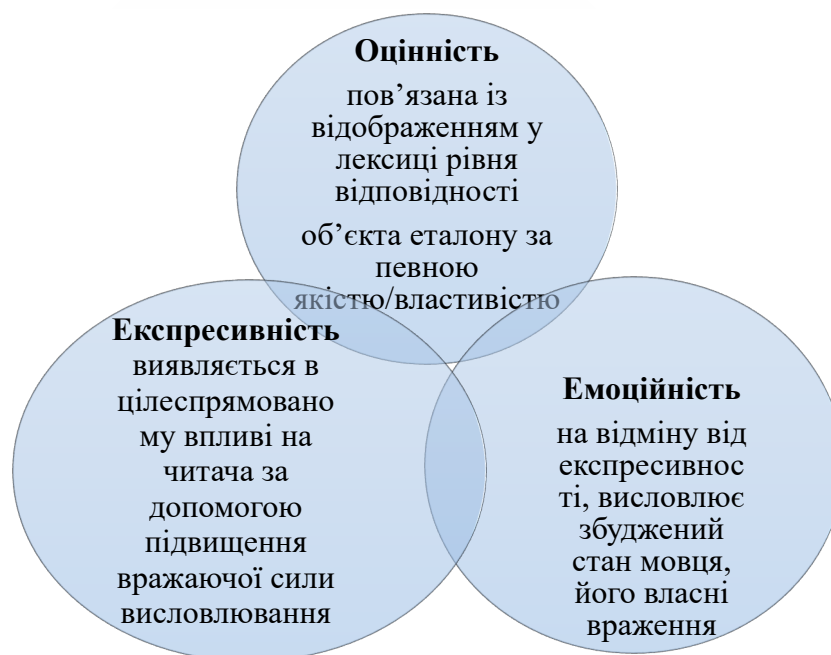 Оцінність
пов’язана із
відображенням у
лексиці рівня
відповідності
об’єкта еталону за
певною
якістю/властивістю
Експресивність
виявляється в
цілеспрямовано
му впливі на
читача за
допомогою
підвищення
вражаючої сили
висловлювання
Емоційність
на відміну від
експресивнос
ті, висловлює
збуджений
стан мовця,
його власні
враження